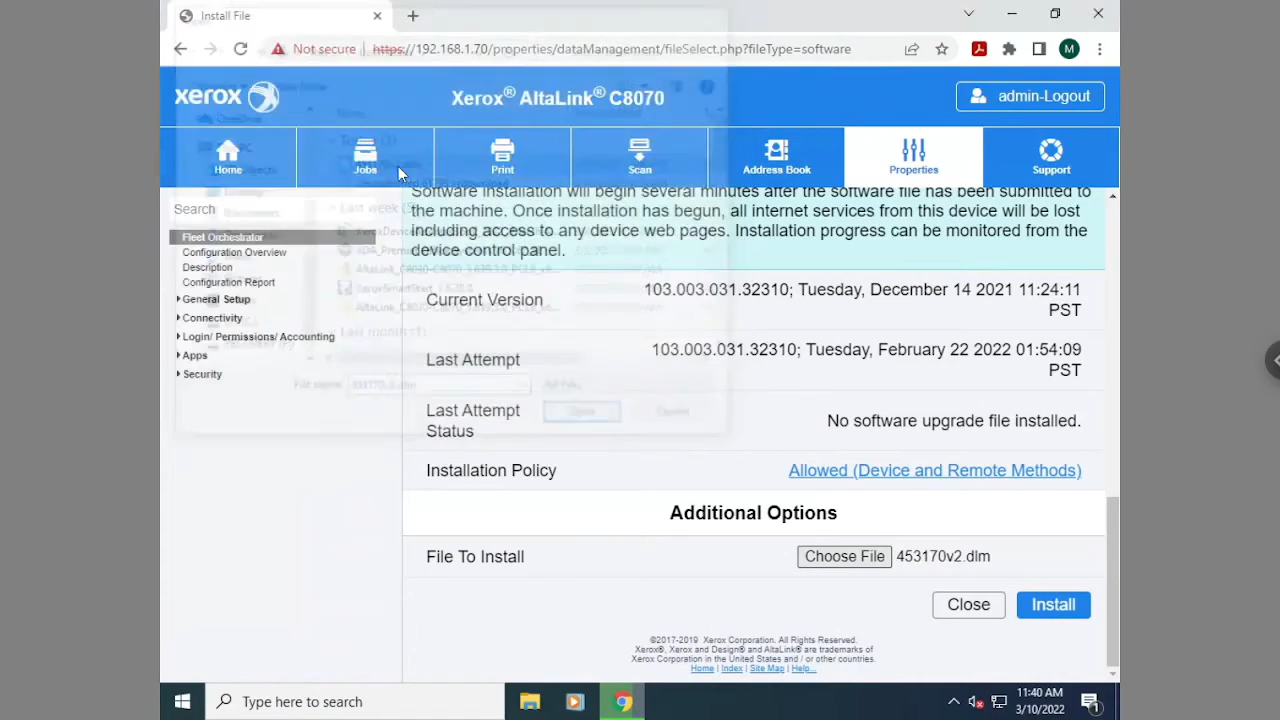 Install File
Not secure | https://192.168.1.70/properties/dataManagement/fileSelect.php?fileType=software
M
xerox
Xerox® AltaLink® C8070
admin-Logout
Home
Jobs
Print
Scan
Address Book
Properties
Support
Search
Fleet Orchestrator
Configuration Overview
Description
Configuration Report
General Setup
Connectivity
Login/ Permissions/ Accounting
Apps
Security
Software installation will begin several minutes after the software file has been submitted to
the machine. Once installation has begun, all internet services from this device will be lost
including access to any device web pages. Installation progress can be monitored from the
device control panel.
Current Version
103.003.031.32310; Tuesday, December 14 2021 11:24:11
PST
Last Attempt
103.003.031.32310; Tuesday, February 22 2022 01:54:09
PST
Last Attempt
Status
No software upgrade file installed.
Installation Policy
Allowed (Device and Remote Methods)
Additional Options
File To Install
Choose File 453170v2.dlm
Close
Install
©2017-2019 Xerox Corporation. All Rights Reserved.
Xerox®, Xerox and Design® and AltaLink® are trademarks of
Xerox Corporation in the United States and / or other countries.
Home | Index | Site Map | Help...
Type here to search
11:40 AM
3/10/2022
1